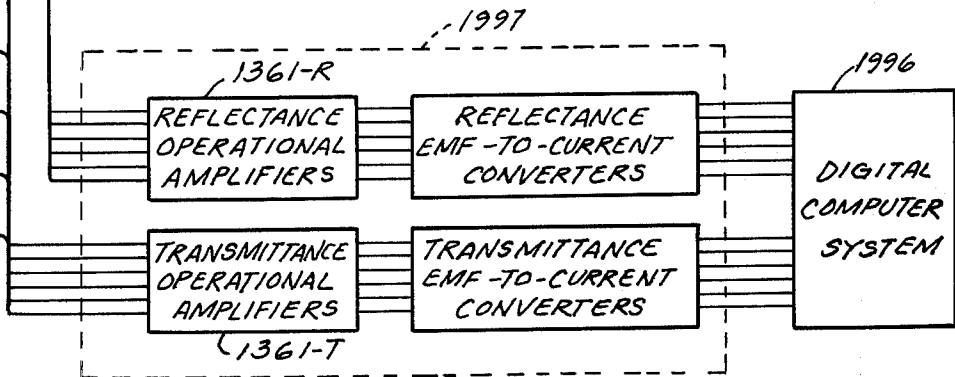 1997
1361-R
1996
REFLECTANCE
OPERATIONAL
AMPLIFIERS
REFLECTANCE
EMF-TO-CURRENT
CONVERTERS
DIGITAL
COMPUTER
SYSTEM
TRANSMITTANCE
OPERATIONAL
AMPLIFIERS
TRANSMITTANCE
EMF-TO-CURRENT
CONVERTERS
1361-T